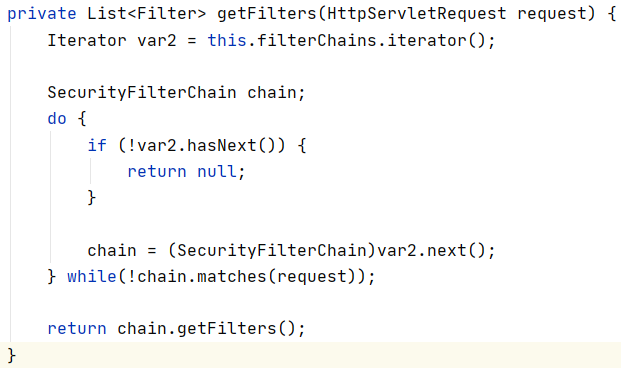 private List<Filter> getFilters(HttpServletRequest request) {
    Iterator var2 = this.filterChains.iterator();

    SecurityFilterChain chain;
    do {
        if (!var2.hasNext()) {
            return null;
        }

        chain = (SecurityFilterChain)var2.next();
    } while(!chain.matches(request));

    return chain.getFilters();
}